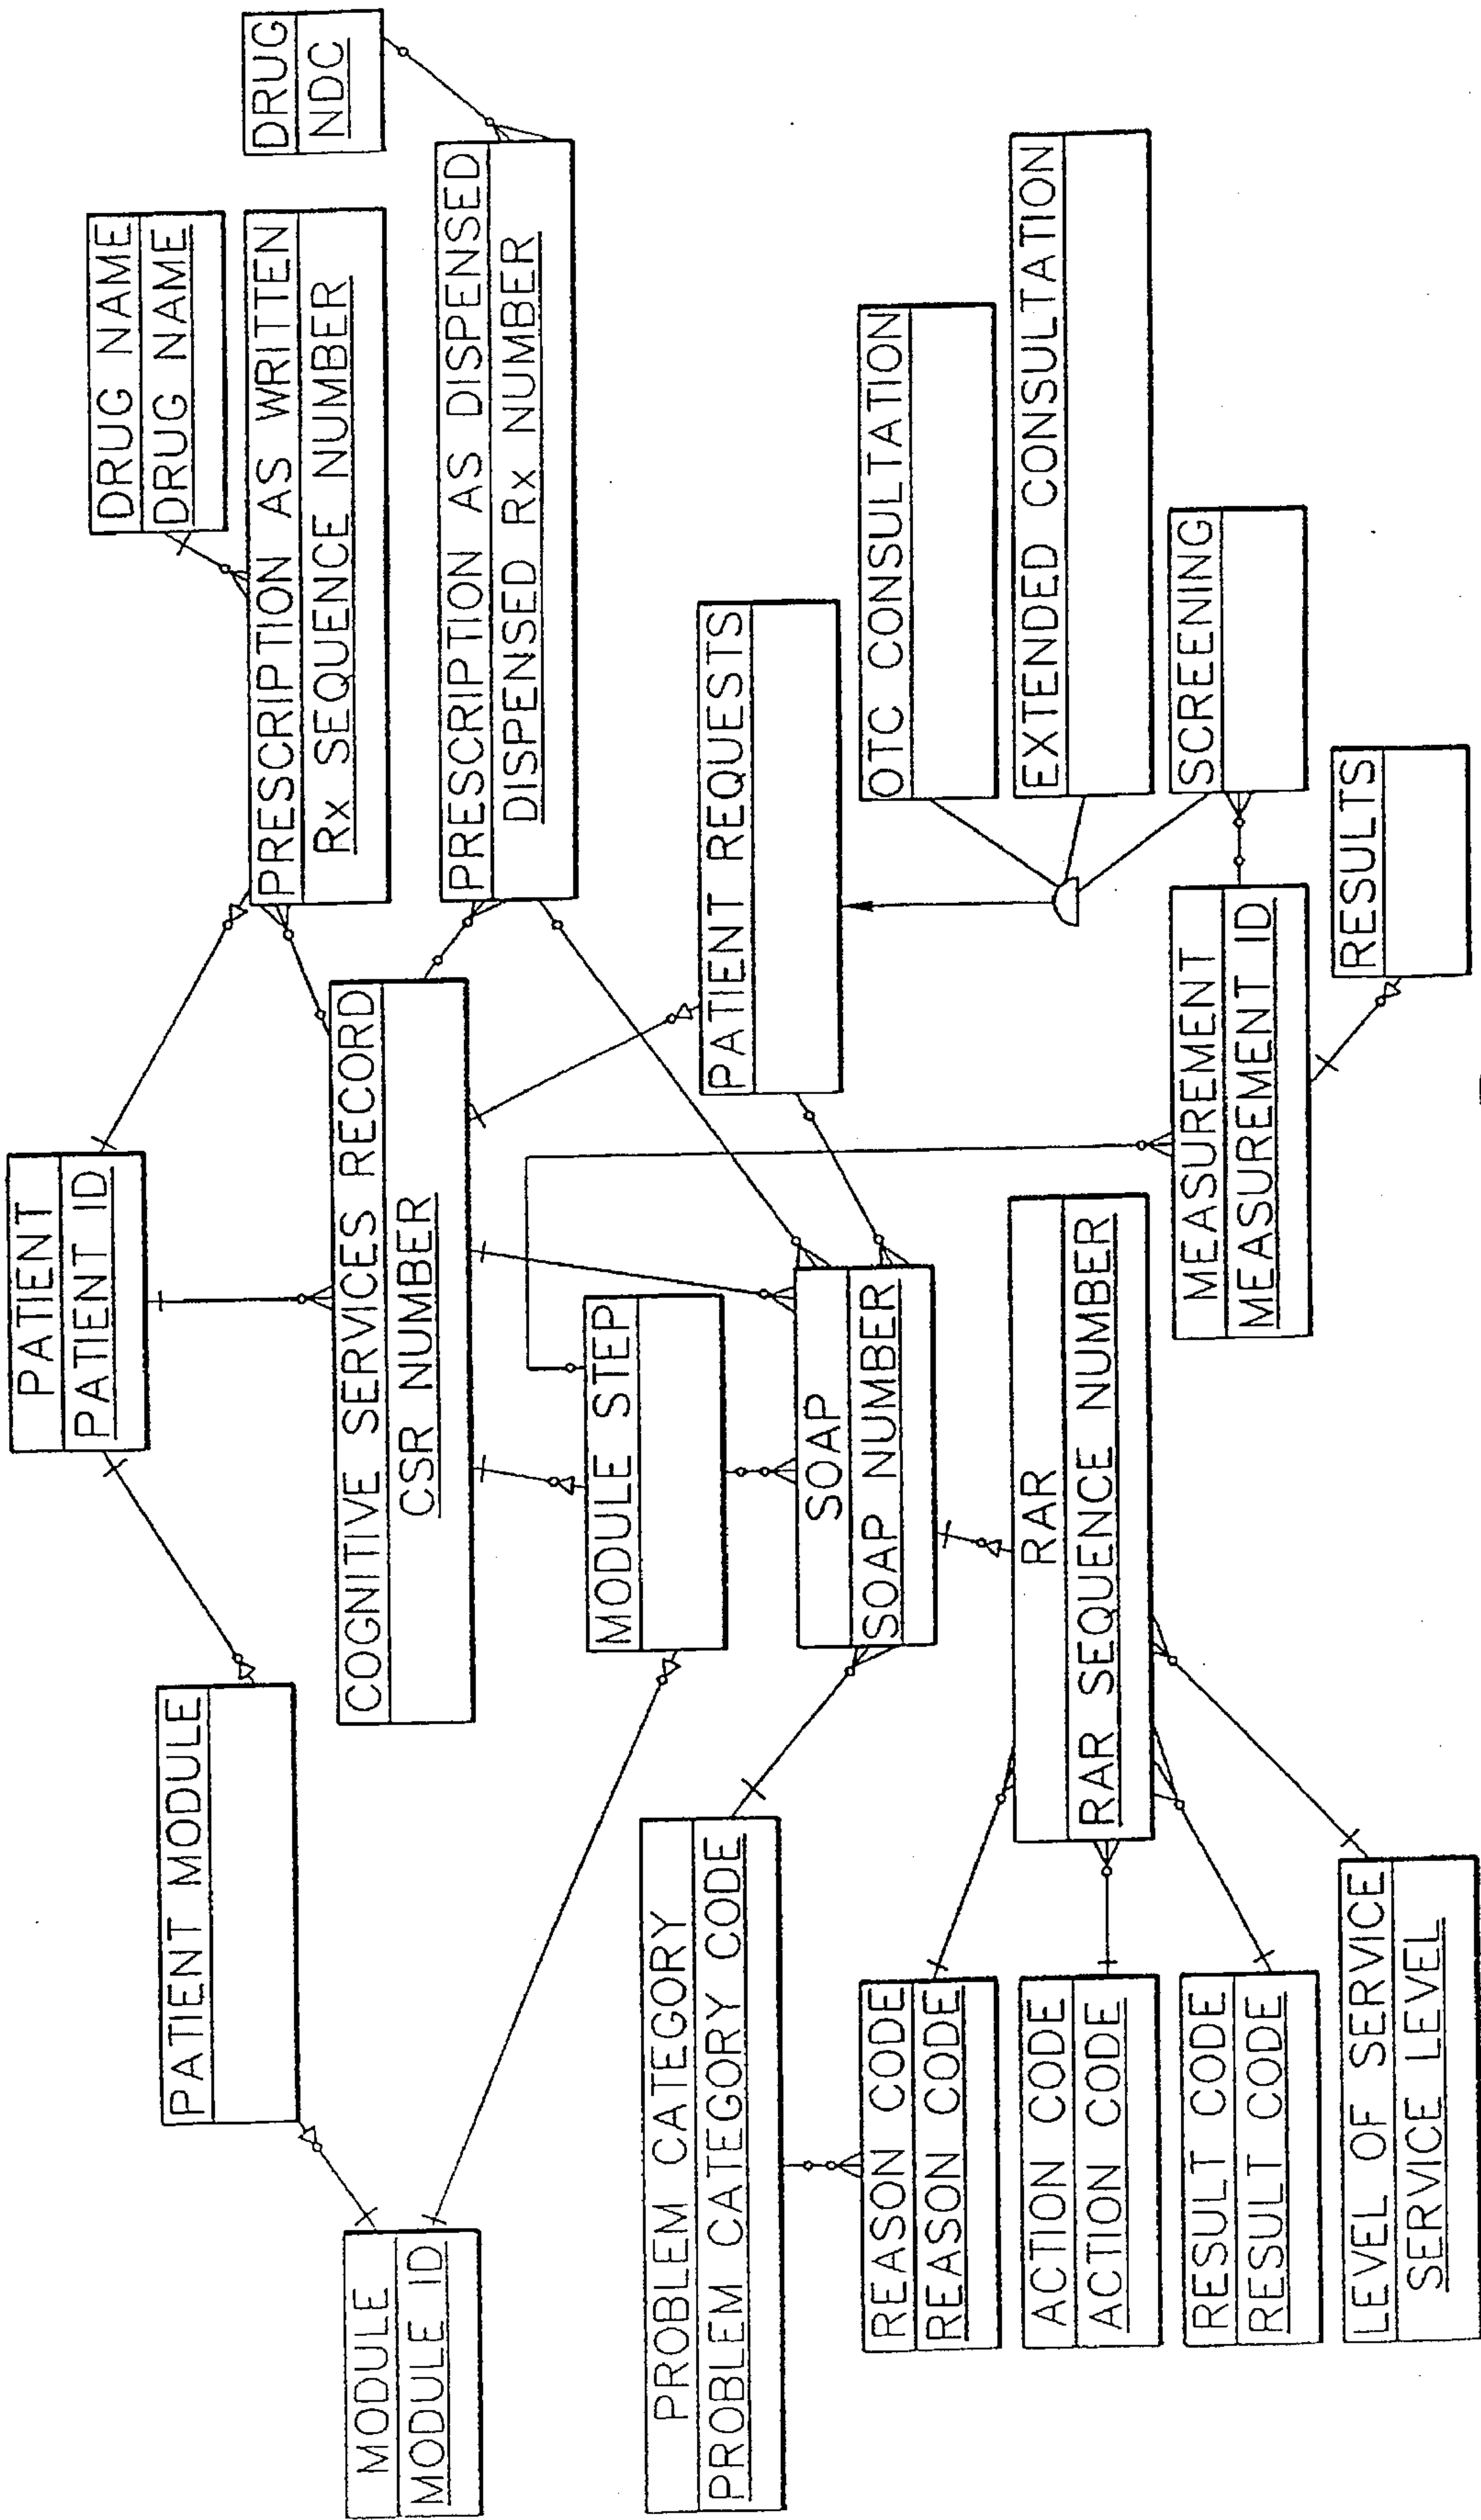 PATIENT
PATIENT ID
DRUG NAME
DRUG NAME
PATIENT MODULE
PRESCRIPTION AS WRITTEN
Rx SEQUENCE NUMBER
DRUG
NDC
MODULE
MODULE ID
COGNITIVE SERVICES RECORD
CSR NUMBER
PRESCRIPTION AS DISPENSED
DISPENSED Rx NUMBER
MODULE STEP
PROBLEM CATEGORY
PROBLEM CATEGORY CODE
PATIENT REQUESTS
SOAP
SOAP NUMBER
REASON CODE
REASON CODE
OTC CONSULTATION
RAR
RAR SEQUENCE NUMBER
ACTION CODE
ACTION CODE
EXTENDED CONSULTATION
RESULT CODE
RESULT CODE
MEASUREMENT
MEASUREMENT ID
SCREENING
LEVEL OF SERVICE
SERVICE LEVEL
RESULTS